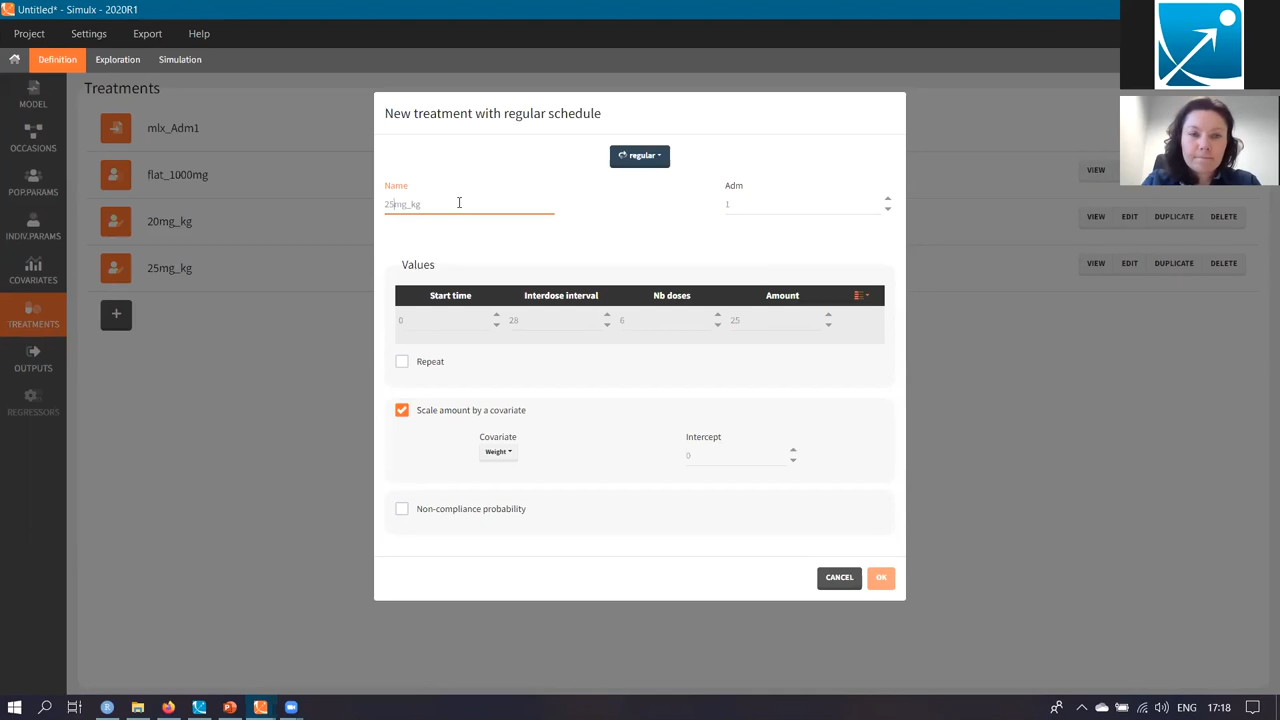 Untitled* - Simulx - 2020R1
Project Settings Export Help
Definition Exploration Simulation
MODEL
OCCASIONS
POP.PARAMS
INDIV.PARAMS
COVARIATES
TREATMENTS
OUTPUTS
REGRESSORS
Treatments
mlx_Adm1
flat_1000mg VIEW
20mg_kg VIEW EDIT DUPLICATE DELETE
25mg_kg VIEW EDIT DUPLICATE DELETE
+
New treatment with regular schedule
regular
Name Adm
25mg_kg 1
Values
Start time Interdose interval Nb doses Amount
0 28 6 25
Repeat
Scale amount by a covariate
Covariate Intercept
Weight 0
Non-compliance probability
CANCEL OK
ENG 17:18